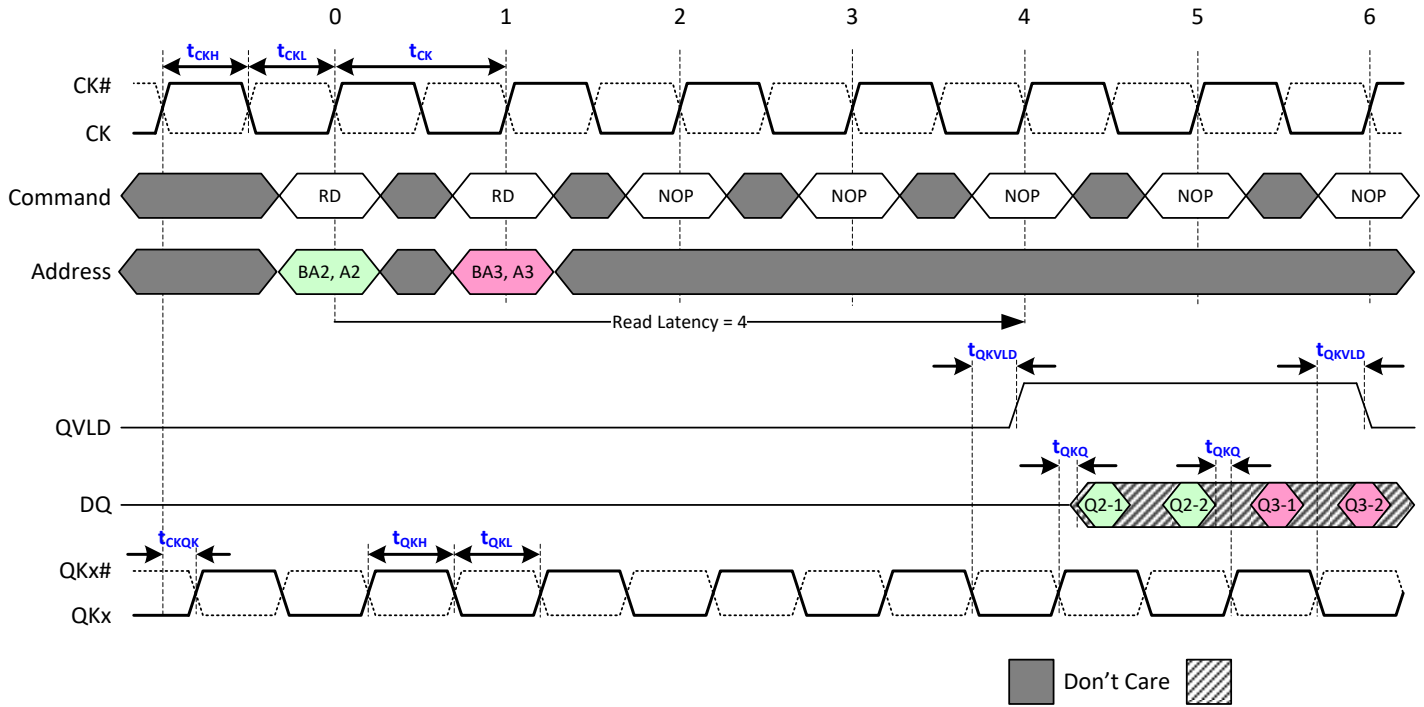 0 1 2 3 4 5 6
tCKH tCKL tCK
CK#
CK
Command RD RD NOP NOP NOP NOP NOP
Address BA2, A2 BA3, A3
Read Latency = 4
tQKVLD tQKVLD
QVLD
tQKQ tQKQ
DQ Q2-1 Q2-2 Q3-1 Q3-2
tCKQK tQKH tQKL
QKx#
QKx
Don't Care